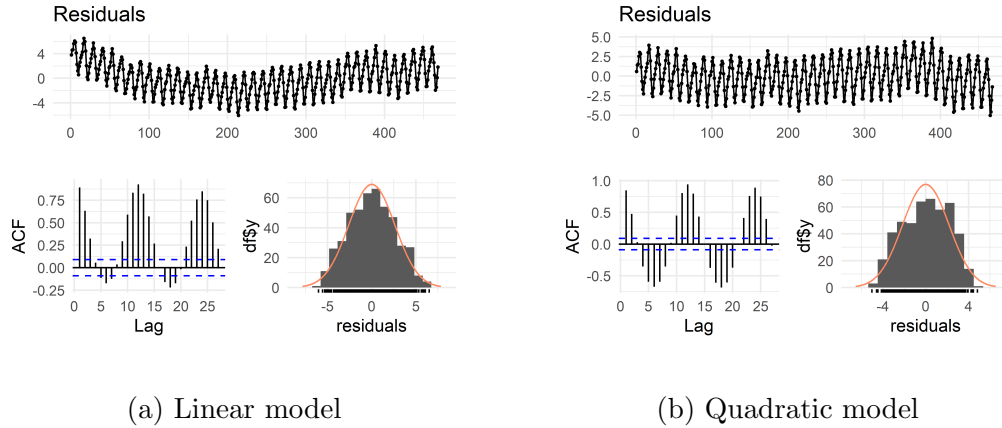 Residuals
4
0
-4
0 100 200 300 400
0.75
0.50
0.25
0.00
-0.25
ACF
0 5 10 15 20 25
Lag
60
40
20
0
df$y
-5 0 5
residuals
(a) Linear model
Residuals
5.0
2.5
0.0
-2.5
-5.0
0 100 200 300 400
1.0
0.5
0.0
-0.5
ACF
0 5 10 15 20 25
Lag
80
60
40
20
0
df$y
-4 0 4
residuals
(b) Quadratic model